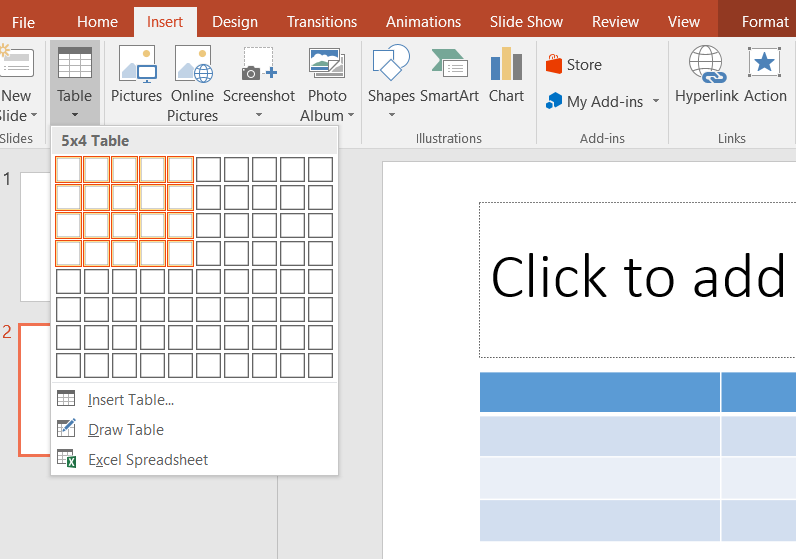 File Home Insert Design Transitions Animations Slide Show Review View Format
New
Slide
Slides
Table
Pictures
Online
Pictures
Screenshot
Photo
Album
Shapes
SmartArt
Chart
Illustrations
Store
My Add-ins
Add-ins
Hyperlink
Action
Links
5x4 Table
Insert Table...
Draw Table
Excel Spreadsheet
1
2
Click to add